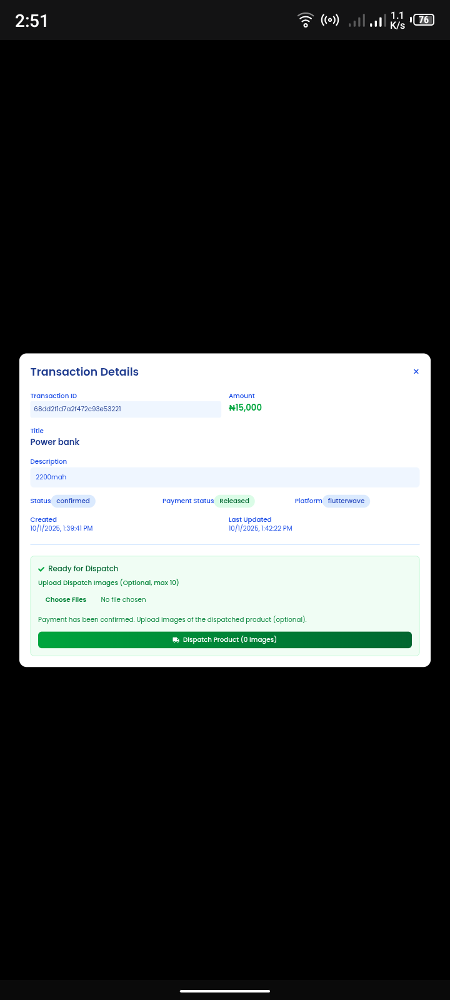 2:51
1.1
K/s
76
Transaction Details
×
Transaction ID
Amount
68dd2f1d7a2f472c93e53221
₦15,000
Title
Power bank
Description
2200mah
Status confirmed Payment Status Released Platform flutterwave
Created
Last Updated
10/1/2025, 1:39:41 PM
10/1/2025, 1:42:22 PM
Ready for Dispatch
Upload Dispatch Images (Optional, max 10)
Choose Files No file chosen
Payment has been confirmed. Upload images of the dispatched product (optional).
Dispatch Product (0 images)